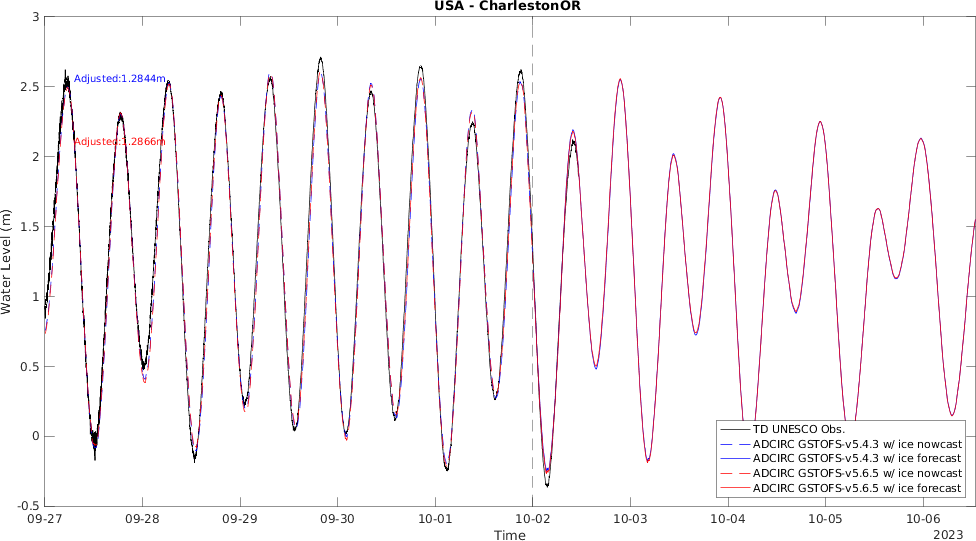 USA - CharlestonOR
3
2.5
2
1.5
1
0.5
0
-0.5
Water Level (m)
Adjusted:1.2844m
Adjusted:1.2866m
TD UNESCO Obs.
ADCIRC GSTOFS-v5.4.3 w/ ice nowcast
ADCIRC GSTOFS-v5.4.3 w/ ice forecast
ADCIRC GSTOFS-v5.6.5 w/ ice nowcast
ADCIRC GSTOFS-v5.6.5 w/ ice forecast
09-27 09-28 09-29 09-30 10-01 10-02 10-03 10-04 10-05 10-06
Time
2023